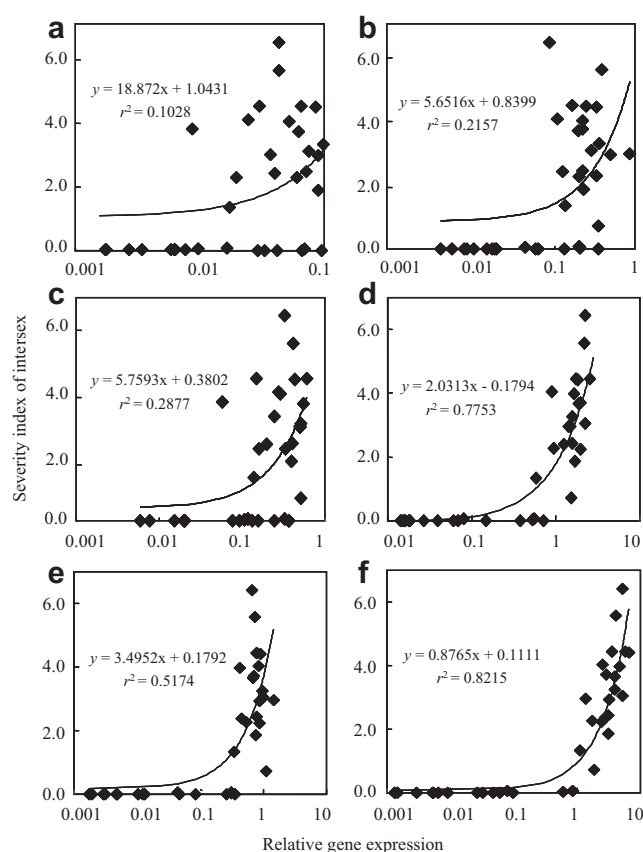 a
6.0
4.0
2.0
0.0
y = 18.872x + 1.0431
r² = 0.1028
0.001 0.01 0.1
b
6.0
4.0
2.0
0.0
y = 5.6516x + 0.8399
r² = 0.2157
0.001 0.01 0.1 1
c
6.0
4.0
2.0
0.0
y = 5.7593x + 0.3802
r² = 0.2877
0.001 0.01 0.1 1
d
6.0
4.0
2.0
0.0
y = 2.0313x - 0.1794
r² = 0.7753
0.01 0.1 1 10
e
6.0
4.0
2.0
0.0
y = 3.4952x + 0.1792
r² = 0.5174
0.001 0.01 0.1 1 10
f
6.0
4.0
2.0
0.0
y = 0.8765x + 0.1111
r² = 0.8215
0.001 0.01 0.1 1 10
Severity index of intersex
Relative gene expression